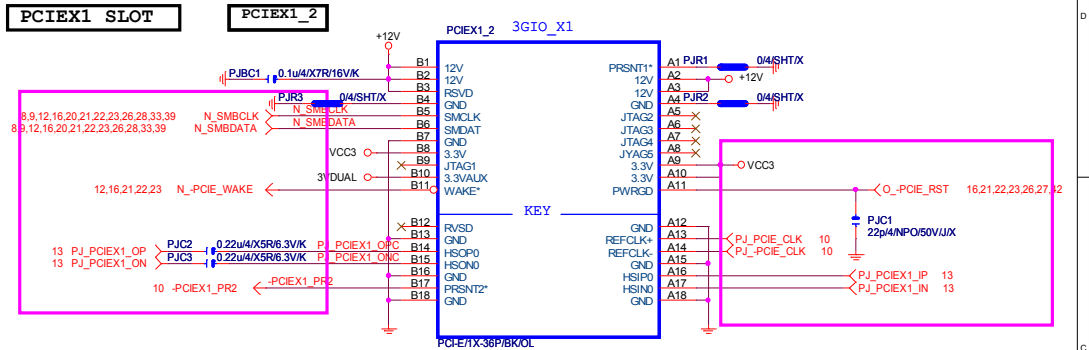 PCIEX1 SLOT
PCIEX1_2
PCIEX1_2 3GIO_X1
+12V
D
PJBC1 0.1u/4/X7R/16V/K
B1 12V
B2 12V
B3 RSVD
PJR3 0/4/SHT/X
B4 GND
8,9,12,16,20,21,22,23,26,28,33,39 N_SMBCLK N_SMBCLK B5 SMCLK
8,9,12,16,20,21,22,23,26,28,33,39 N_SMBDATA N_SMBDATA B6 SMDAT
B7 GND
VCC3 B8 3.3V
B9 JTAG1
3VDUAL B10 3.3VAUX
12,16,21,22,23 N_-PCIE_WAKE B11 WAKE*
KEY
B12 RVSD
B13 GND
13 PJ_PCIEX1_OP PJC2 0.22u/4/X5R/6.3V/K PJ_PCIEX1_OPC B14 HSOP0
13 PJ_PCIEX1_ON PJC3 0.22u/4/X5R/6.3V/K PJ_PCIEX1_ONC B15 HSON0
B16 GND
10 -PCIEX1_PR2 -PCIEX1_PR2 B17 PRSNT2*
B18 GND
PRSNT1* A1 PJR1 0/4/SHT/X
12V A2 +12V
12V A3
GND A4 PJR2 0/4/SHT/X
JTAG2 A5
JTAG3 A6
JTAG4 A7
JYAG5 A8
3.3V A9 VCC3
3.3V A10
PWRGD A11 O_-PCIE_RST 16,21,22,23,26,27,42
PJC1
22p/4/NPO/50V/J/X
GND A12
REFCLK+ A13 PJ_PCIE_CLK 10
REFCLK- A14 PJ_-PCIE_CLK 10
GND A15
HSIP0 A16 PJ_PCIEX1_IP 13
HSIN0 A17 PJ_PCIEX1_IN 13
GND A18
PCI-E/1X-36P/BK/OL
C